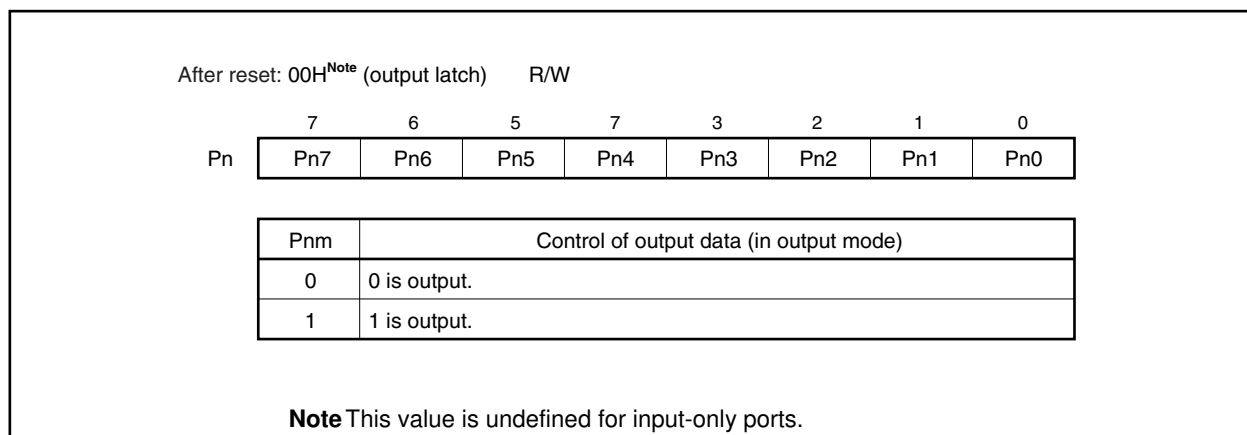 After reset: 00HNote (output latch) R/W
7 6 5 7 3 2 1 0
Pn Pn7 Pn6 Pn5 Pn4 Pn3 Pn2 Pn1 Pn0
Pnm Control of output data (in output mode)
0 0 is output.
1 1 is output.
Note This value is undefined for input-only ports.